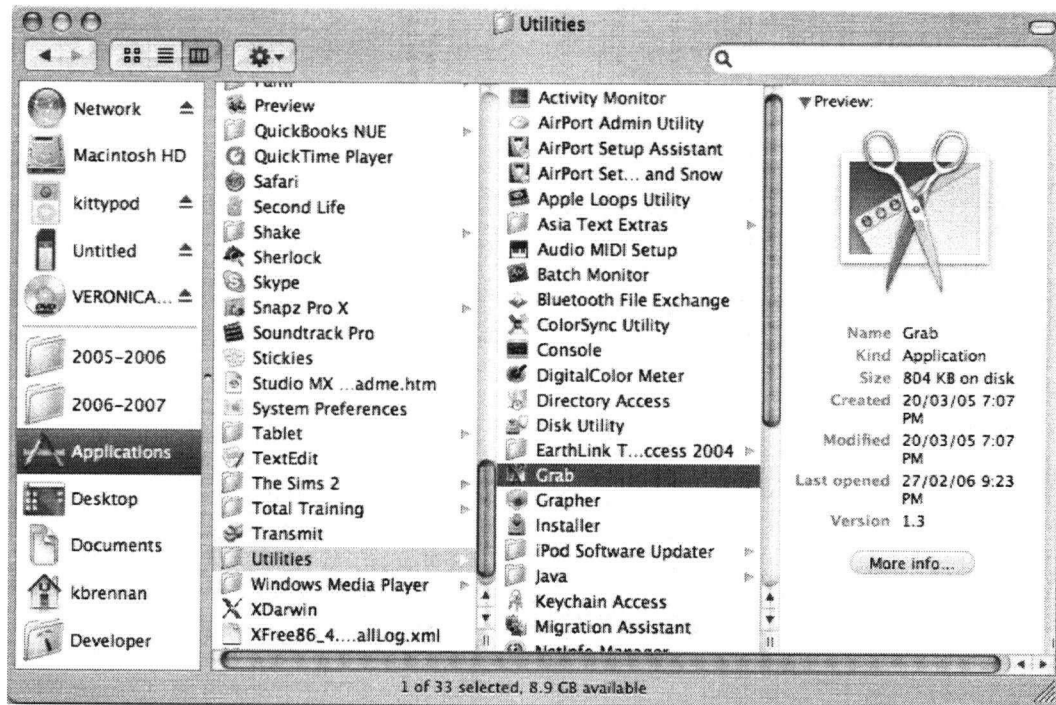 Utilities
Network
Macintosh HD
kittypod
Untitled
VERONICA...
2005-2006
2006-2007
Applications
Desktop
Documents
kbrennan
Developer
Preview
QuickBooks NUE
QuickTime Player
Safari
Second Life
Shake
Sherlock
Skype
Snapz Pro X
Soundtrack Pro
Stickies
Studio MX ...adme.htm
System Preferences
Tablet
TextEdit
The Sims 2
Total Training
Transmit
Utilities
Windows Media Player
XDarwin
XFree86_4....allLog.xml
Activity Monitor
AirPort Admin Utility
AirPort Setup Assistant
AirPort Set... and Snow
Apple Loops Utility
Asia Text Extras
Audio MIDI Setup
Batch Monitor
Bluetooth File Exchange
ColorSync Utility
Console
DigitalColor Meter
Directory Access
Disk Utility
EarthLink T...ccess 2004
Grab
Grapher
Installer
iPod Software Updater
Java
Keychain Access
Migration Assistant
NetInfo Manager
Preview:
Name Grab
Kind Application
Size 804 KB on disk
Created 20/03/05 7:07
PM
Modified 20/03/05 7:07
PM
Last opened 27/02/06 9:23
PM
Version 1.3
More info...
1 of 33 selected, 8.9 GB available